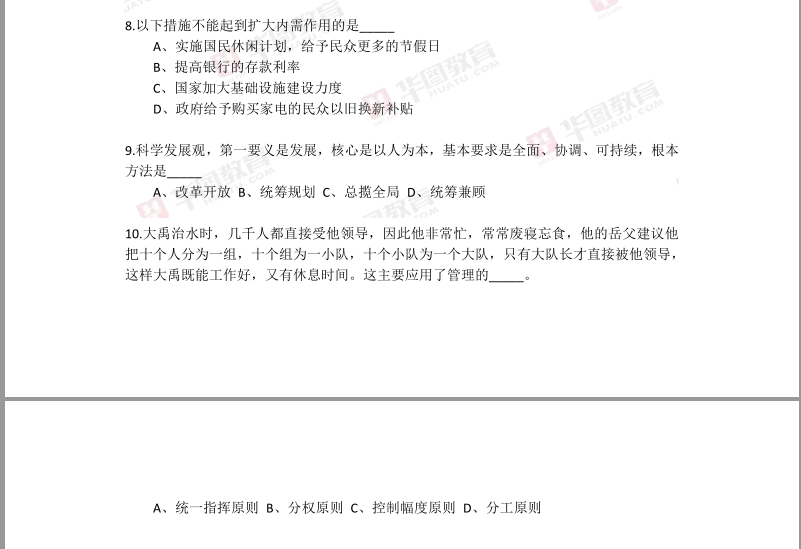 8.以下措施不能起到扩大内需作用的是_____
A、实施国民休闲计划，给予民众更多的节假日
B、提高银行的存款利率
C、国家加大基础设施建设力度
D、政府给予购买家电的民众以旧换新补贴
9.科学发展观，第一要义是发展，核心是以人为本，基本要求是全面、协调、可持续，根本
方法是_____
A、改革开放 B、统筹规划 C、总揽全局 D、统筹兼顾
10.大禹治水时，几千人都直接受他领导，因此他非常忙，常常废寝忘食，他的岳父建议他
把十个人分为一组，十个组为一小队，十个小队为一个大队，只有大队长才直接被他领导，
这样大禹既能工作好，又有休息时间。这主要应用了管理的_____。
A、统一指挥原则 B、分权原则 C、控制幅度原则 D、分工原则
华图教育
HUATU.COM
华图教育
HUATU.COM